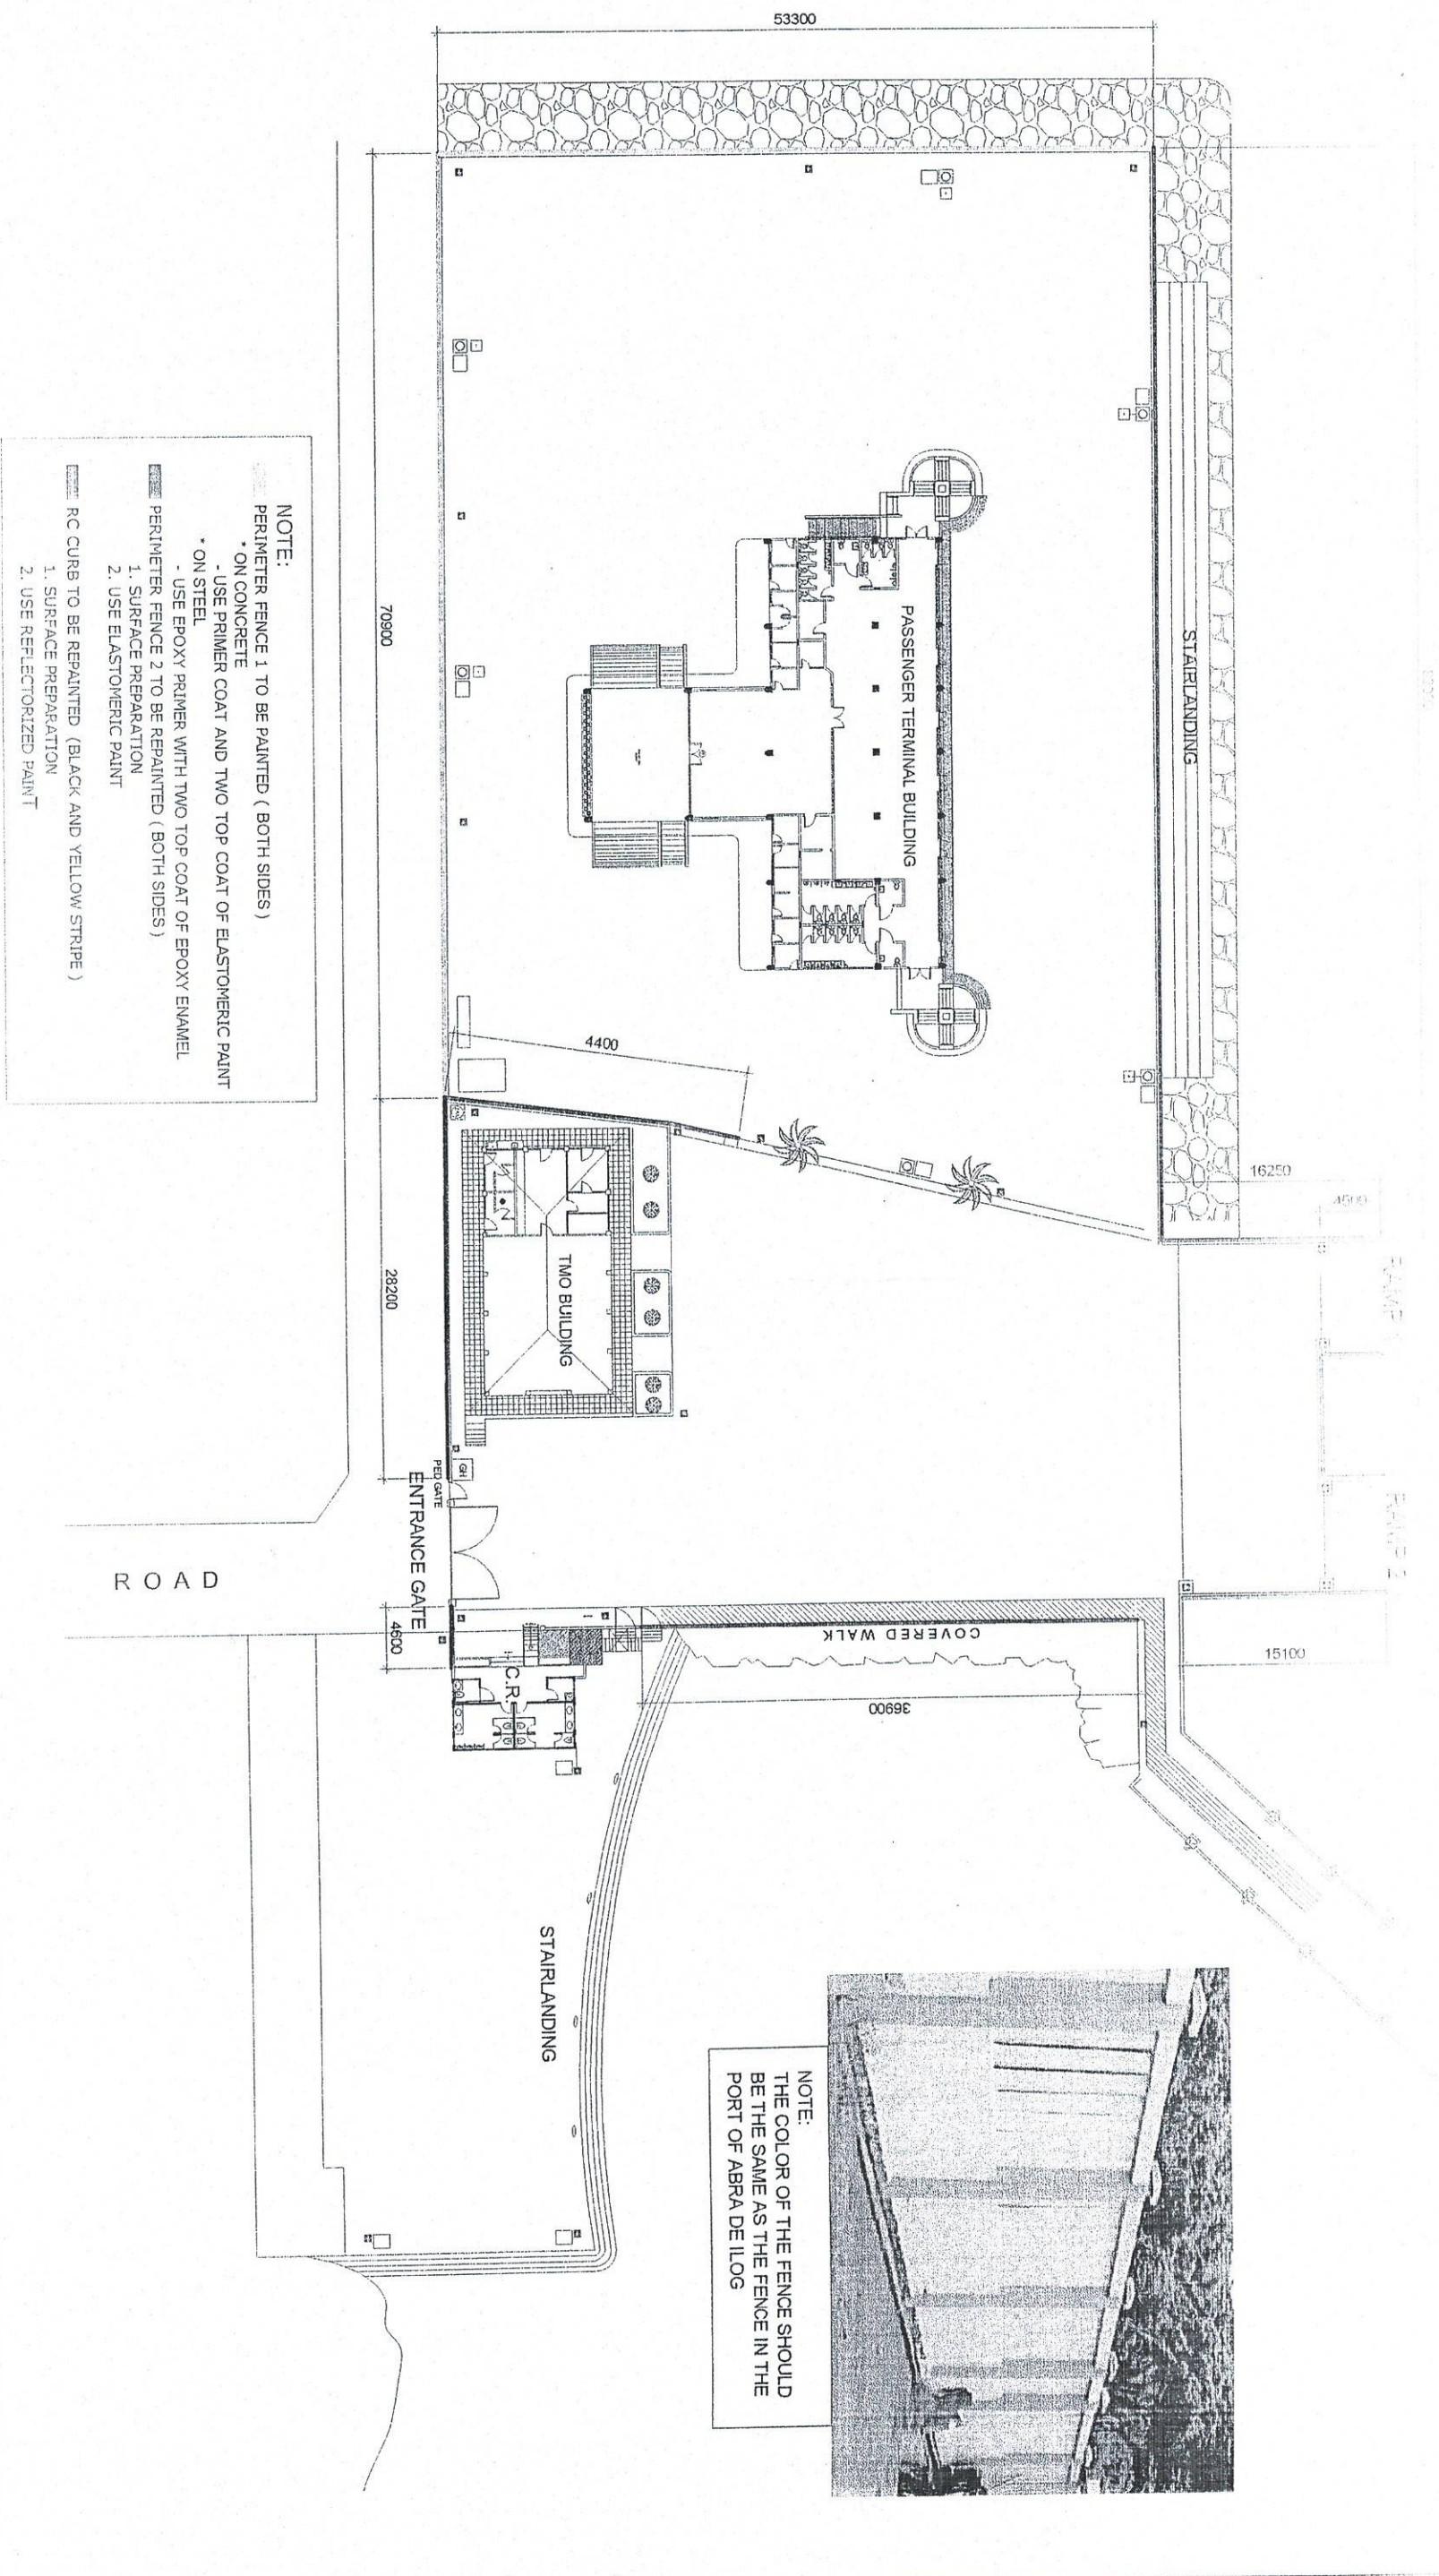 53300
STAIRLANDING
PASSENGER TERMINAL BUILDING
70900
4400
16250
4500
RAMP 1
RAMP 2
TMO BUILDING
28200
GH
PED GATE
ENTRANCE GATE
ROAD
4600
C.R.
COVERED WALK
36900
15100
STAIRLANDING
NOTE:
PERIMETER FENCE 1 TO BE PAINTED ( BOTH SIDES )
* ON CONCRETE
- USE PRIMER COAT AND TWO TOP COAT OF ELASTOMERIC PAINT
* ON STEEL
- USE EPOXY PRIMER WITH TWO TOP COAT OF EPOXY ENAMEL
PERIMETER FENCE 2 TO BE REPAINTED ( BOTH SIDES )
1. SURFACE PREPARATION
2. USE ELASTOMERIC PAINT
RC CURB TO BE REPAINTED (BLACK AND YELLOW STRIPE )
1. SURFACE PREPARATION
2. USE REFLECTORIZED PAINT
NOTE:
THE COLOR OF THE FENCE SHOULD
BE THE SAME AS THE FENCE IN THE
PORT OF ABRA DE ILOG